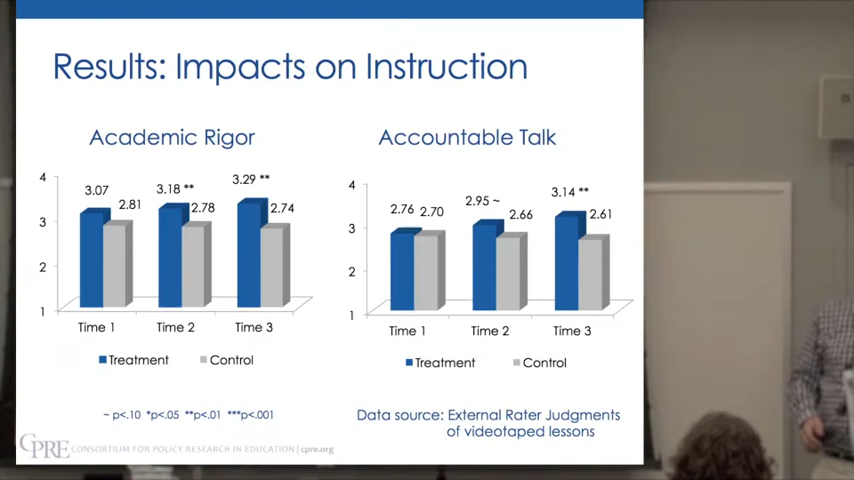 Results: Impacts on Instruction
Academic Rigor
4
3
2
1
3.07
2.81
3.18 **
2.78
3.29 **
2.74
Time 1
Time 2
Time 3
Treatment
Control
Accountable Talk
4
3
2
1
2.76
2.70
2.95 ~
2.66
3.14 **
2.61
Time 1
Time 2
Time 3
Treatment
Control
~ p<.10 *p<.05 **p<.01 ***p<.001
Data source: External Rater Judgments
of videotaped lessons
CPRE CONSORTIUM FOR POLICY RESEARCH IN EDUCATION | cpre.org